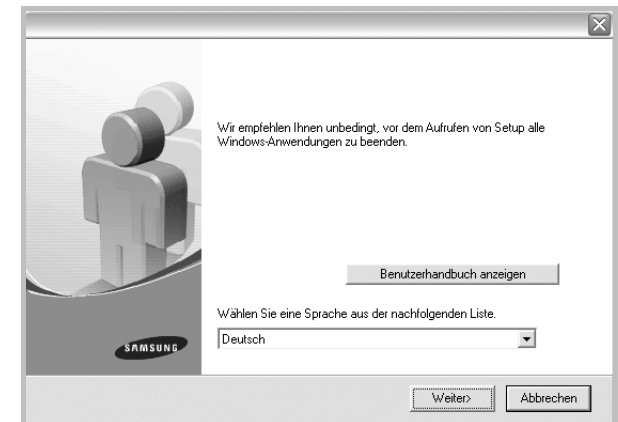 Wir empfehlen Ihnen unbedingt, vor dem Aufrufen von Setup alle
Windows-Anwendungen zu beenden.
Benutzerhandbuch anzeigen
Wählen Sie eine Sprache aus der nachfolgenden Liste.
Deutsch
SAMSUNG
Weiter>
Abbrechen